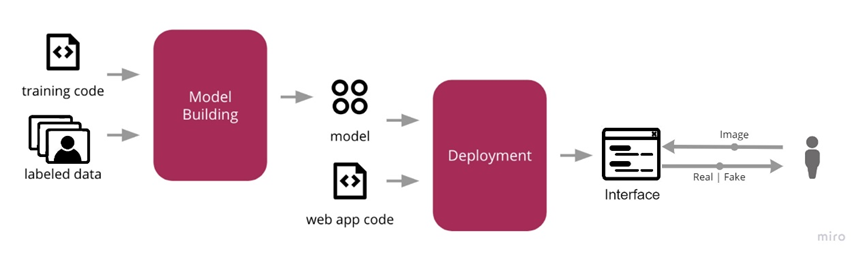 training code
labeled data
Model
Building
model
web app code
Deployment
Interface
Image
Real | Fake
miro